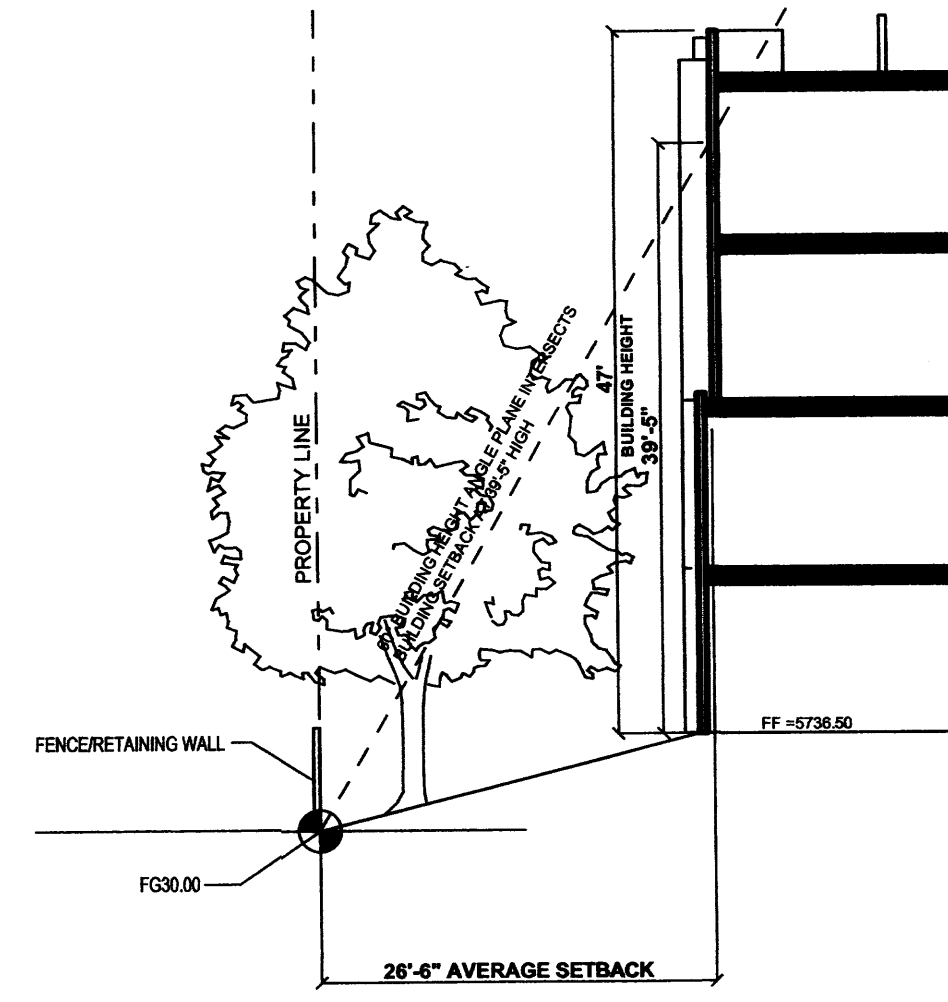 PROPERTY LINE
BUILDING HEIGHT ANGLE PLANE INTERSECTS
BUILDING SETBACK 39'-5" HIGH
47'
BUILDING HEIGHT
39'-5"
FF =5736.50
FENCE/RETAINING WALL
FG30.00
26'-6" AVERAGE SETBACK